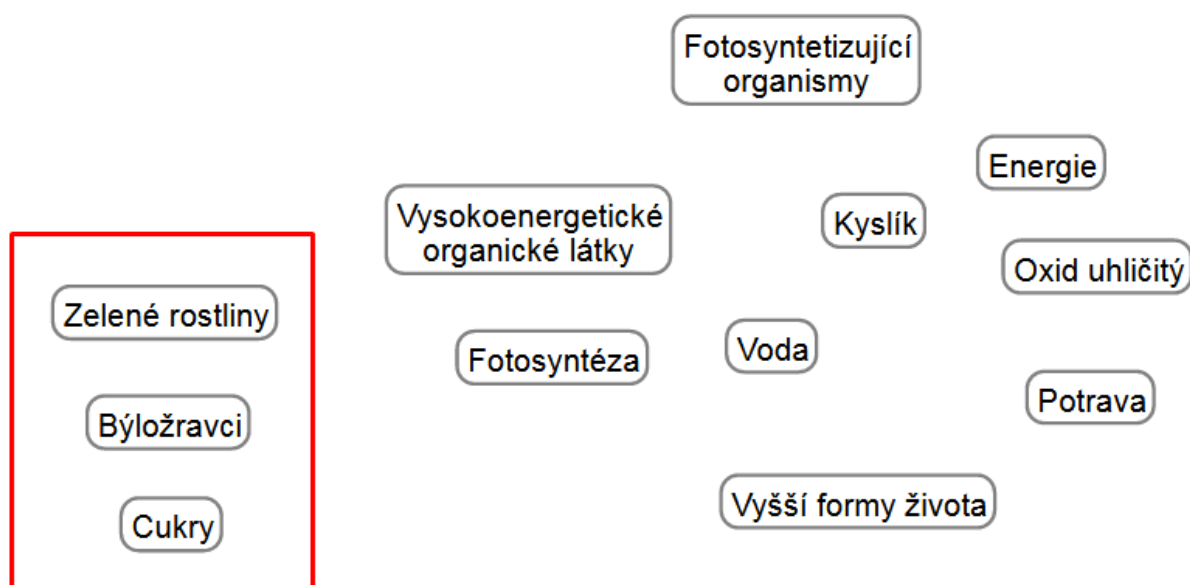 Fotosyntetizující
organismy
Energie
Vysokoenergetické
organické látky
Kyslík
Oxid uhličitý
Zelené rostliny
Fotosyntéza
Voda
Potrava
Býložravci
Vyšší formy života
Cukry